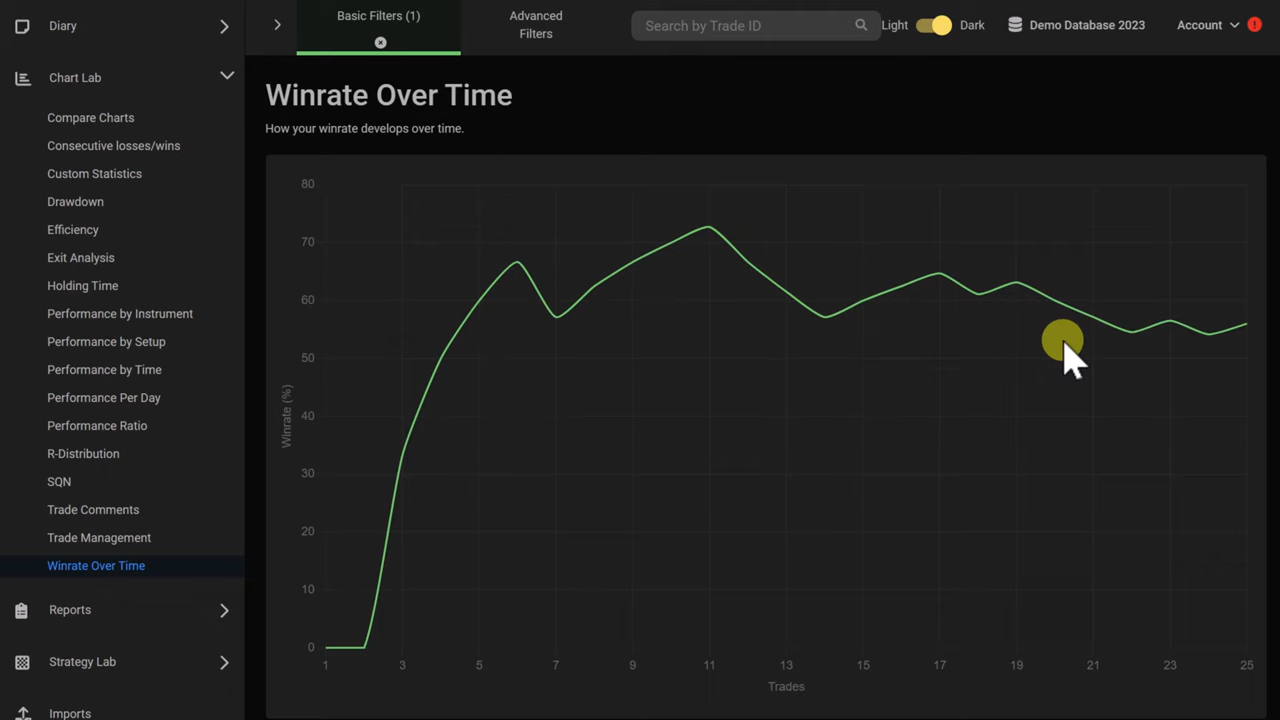 Diary
Chart Lab
Compare Charts
Consecutive losses/wins
Custom Statistics
Drawdown
Efficiency
Exit Analysis
Holding Time
Performance by Instrument
Performance by Setup
Performance by Time
Performance Per Day
Performance Ratio
R-Distribution
SQN
Trade Comments
Trade Management
Winrate Over Time
Reports
Strategy Lab
Imports
Basic Filters (1)
Advanced
Filters
Search by Trade ID
Light
Dark
Demo Database 2023
Account
Winrate Over Time
How your winrate develops over time.
80
70
60
50
40
30
20
10
0
Winrate (%)
1 3 5 7 9 11 13 15 17 19 21 23 25
Trades